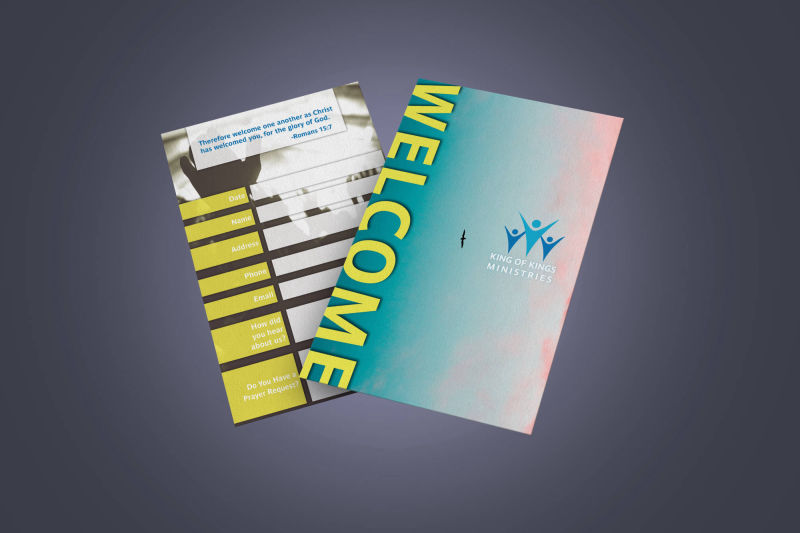 Therefore welcome one another as Christ
has welcomed you, for the glory of God.
-Romans 15:7
Date
Name
Address
Phone
Email
How did
you hear
about us?
Do You Have a
Prayer Request?
WELCOME
KING OF KINGS
MINISTRIES